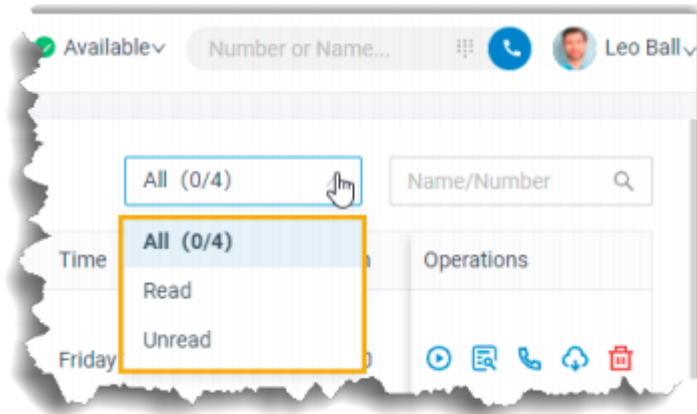 Available
Number or Name...
Leo Ball
All (0/4)
Name/Number
All (0/4)
Time
Operations
Read
Unread
Friday